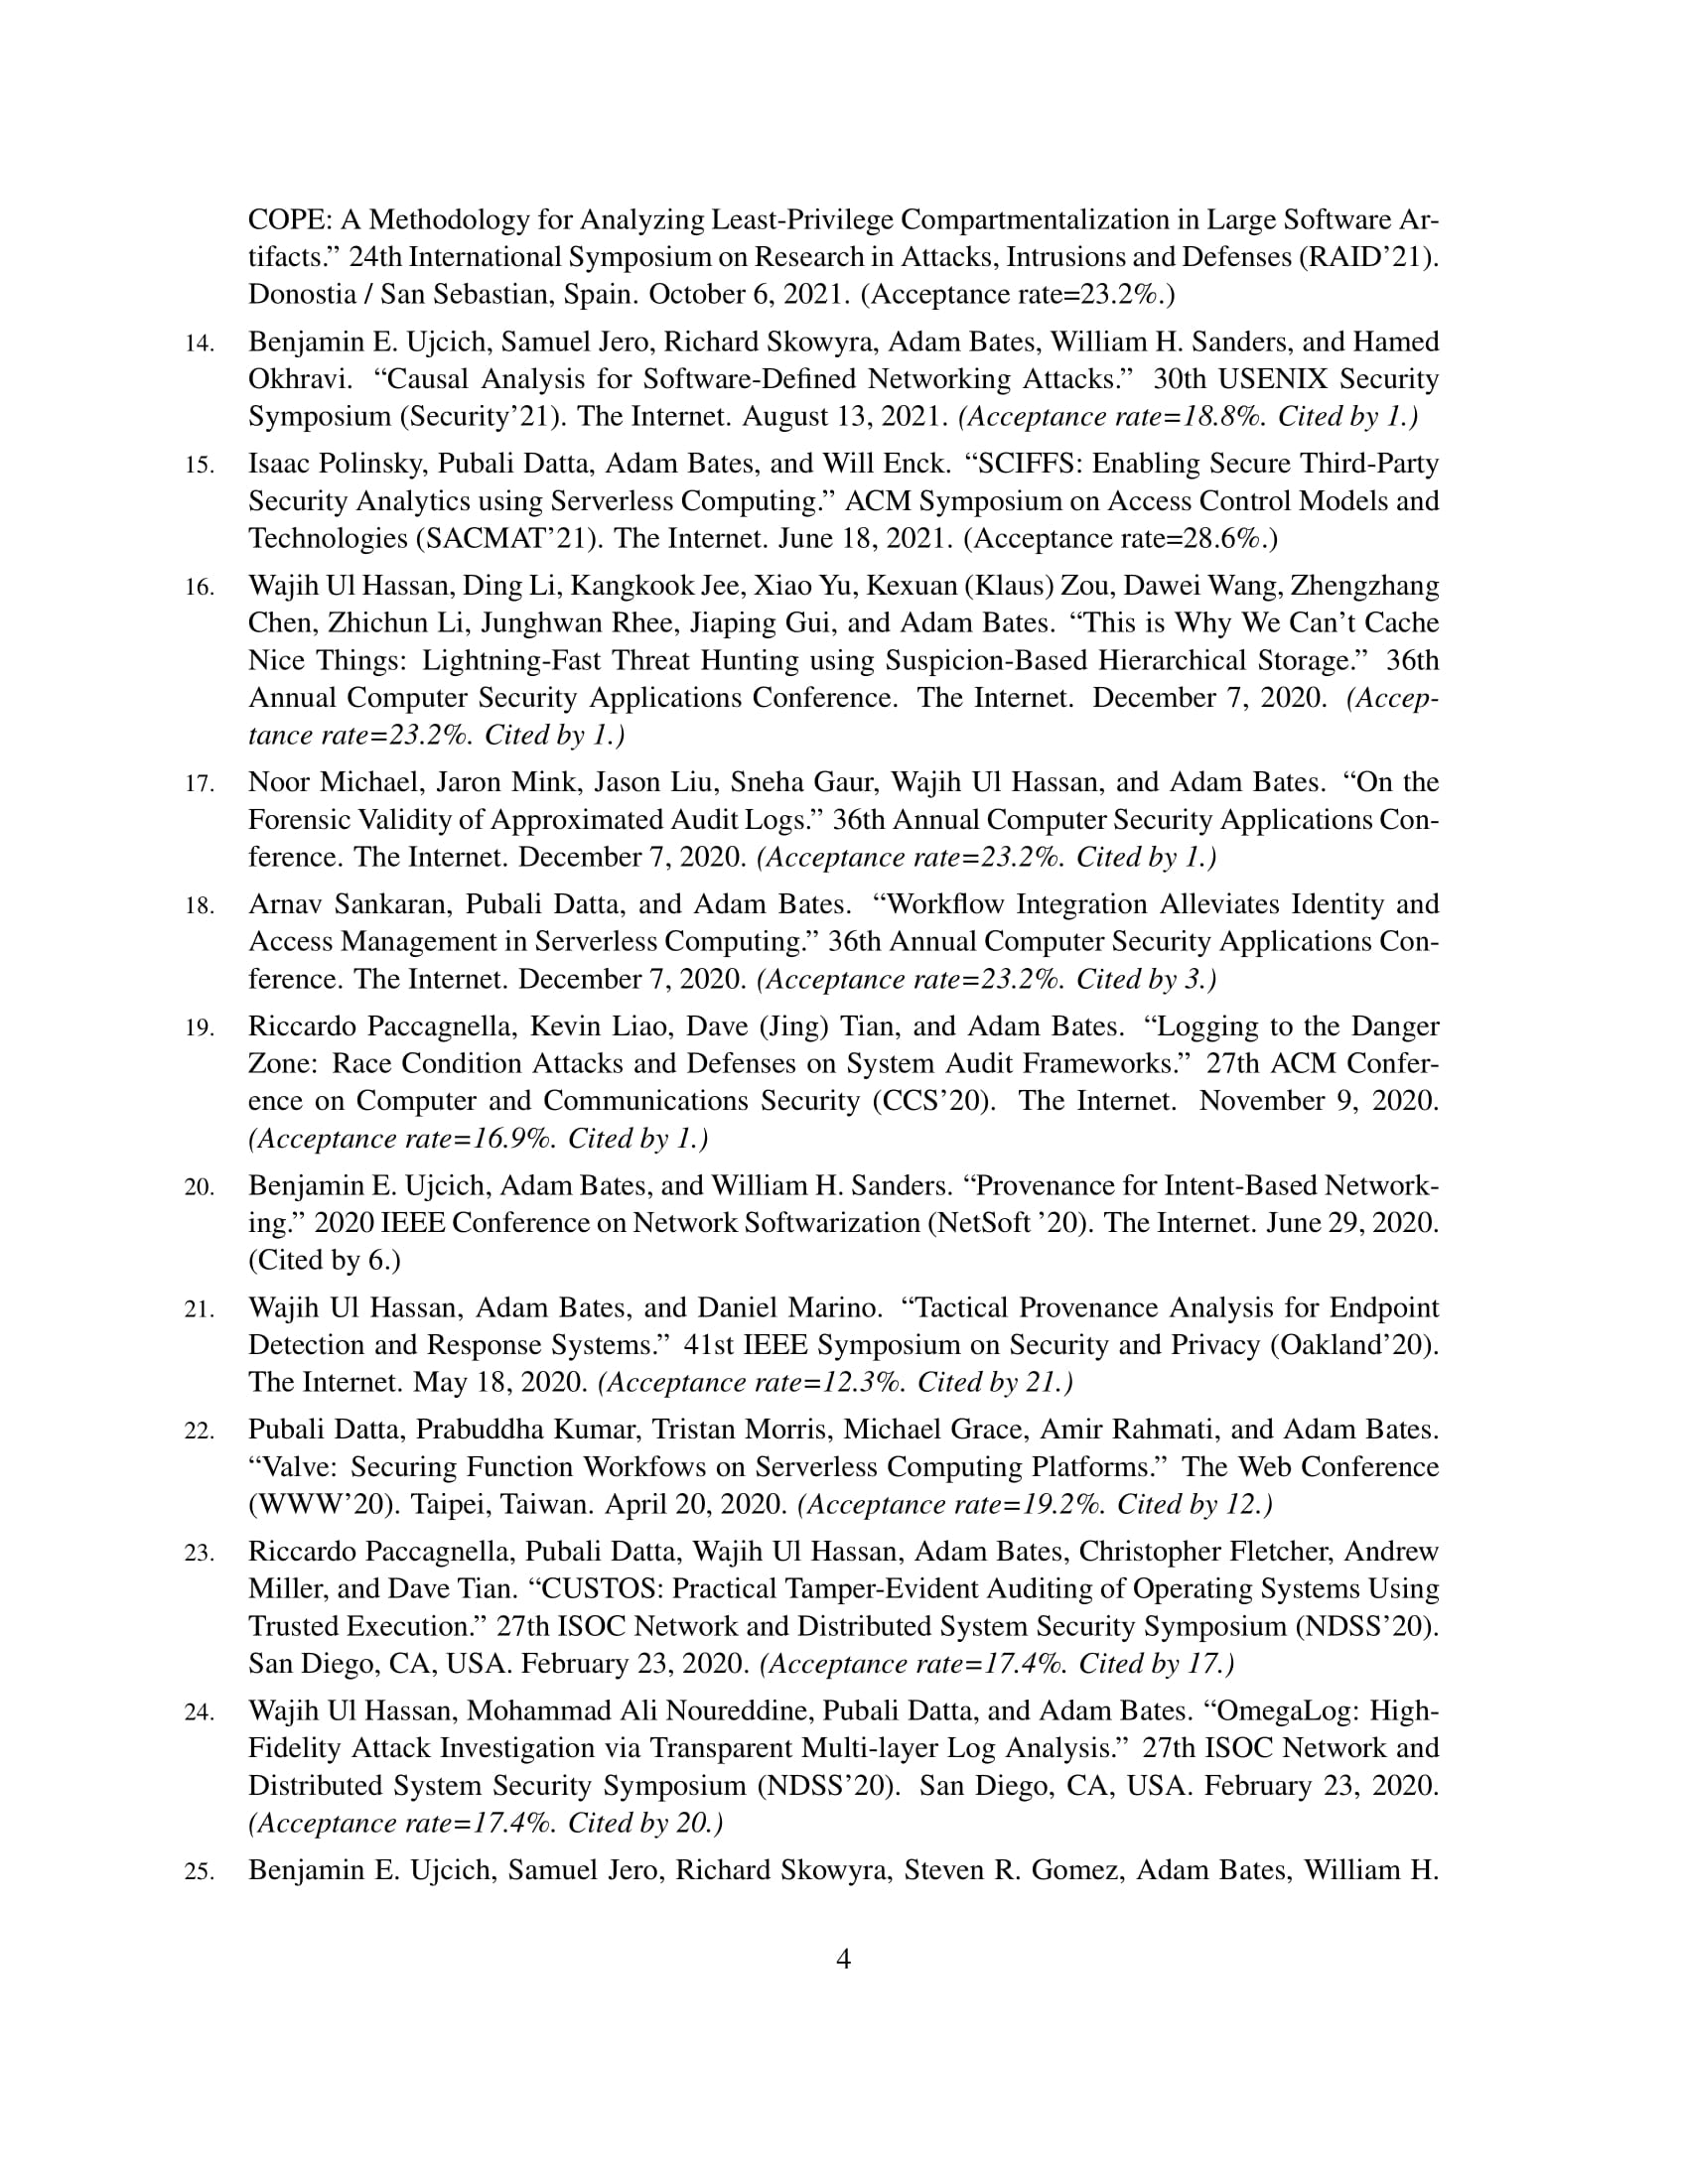 COPE: A Methodology for Analyzing Least-Privilege Compartmentalization in Large Software Ar-
tifacts.” 24th International Symposium on Research in Attacks, Intrusions and Defenses (RAID’21).
Donostia / San Sebastian, Spain. October 6, 2021. (Acceptance rate=23.2%.)
14. Benjamin E. Ujcich, Samuel Jero, Richard Skowyra, Adam Bates, William H. Sanders, and Hamed
Okhravi. “Causal Analysis for Software-Defined Networking Attacks.” 30th USENIX Security
Symposium (Security’21). The Internet. August 13, 2021. (Acceptance rate=18.8%. Cited by 1.)
15. Isaac Polinsky, Pubali Datta, Adam Bates, and Will Enck. “SCIFFS: Enabling Secure Third-Party
Security Analytics using Serverless Computing.” ACM Symposium on Access Control Models and
Technologies (SACMAT’21). The Internet. June 18, 2021. (Acceptance rate=28.6%.)
16. Wajih Ul Hassan, Ding Li, Kangkook Jee, Xiao Yu, Kexuan (Klaus) Zou, Dawei Wang, Zhengzhang
Chen, Zhichun Li, Junghwan Rhee, Jiaping Gui, and Adam Bates. “This is Why We Can’t Cache
Nice Things: Lightning-Fast Threat Hunting using Suspicion-Based Hierarchical Storage.” 36th
Annual Computer Security Applications Conference. The Internet. December 7, 2020. (Accep-
tance rate=23.2%. Cited by 1.)
17. Noor Michael, Jaron Mink, Jason Liu, Sneha Gaur, Wajih Ul Hassan, and Adam Bates. “On the
Forensic Validity of Approximated Audit Logs.” 36th Annual Computer Security Applications Con-
ference. The Internet. December 7, 2020. (Acceptance rate=23.2%. Cited by 1.)
18. Arnav Sankaran, Pubali Datta, and Adam Bates. “Workflow Integration Alleviates Identity and
Access Management in Serverless Computing.” 36th Annual Computer Security Applications Con-
ference. The Internet. December 7, 2020. (Acceptance rate=23.2%. Cited by 3.)
19. Riccardo Paccagnella, Kevin Liao, Dave (Jing) Tian, and Adam Bates. “Logging to the Danger
Zone: Race Condition Attacks and Defenses on System Audit Frameworks.” 27th ACM Confer-
ence on Computer and Communications Security (CCS’20). The Internet. November 9, 2020.
(Acceptance rate=16.9%. Cited by 1.)
20. Benjamin E. Ujcich, Adam Bates, and William H. Sanders. “Provenance for Intent-Based Network-
ing.” 2020 IEEE Conference on Network Softwarization (NetSoft ’20). The Internet. June 29, 2020.
(Cited by 6.)
21. Wajih Ul Hassan, Adam Bates, and Daniel Marino. “Tactical Provenance Analysis for Endpoint
Detection and Response Systems.” 41st IEEE Symposium on Security and Privacy (Oakland’20).
The Internet. May 18, 2020. (Acceptance rate=12.3%. Cited by 21.)
22. Pubali Datta, Prabuddha Kumar, Tristan Morris, Michael Grace, Amir Rahmati, and Adam Bates.
“Valve: Securing Function Workfows on Serverless Computing Platforms.” The Web Conference
(WWW’20). Taipei, Taiwan. April 20, 2020. (Acceptance rate=19.2%. Cited by 12.)
23. Riccardo Paccagnella, Pubali Datta, Wajih Ul Hassan, Adam Bates, Christopher Fletcher, Andrew
Miller, and Dave Tian. “CUSTOS: Practical Tamper-Evident Auditing of Operating Systems Using
Trusted Execution.” 27th ISOC Network and Distributed System Security Symposium (NDSS’20).
San Diego, CA, USA. February 23, 2020. (Acceptance rate=17.4%. Cited by 17.)
24. Wajih Ul Hassan, Mohammad Ali Noureddine, Pubali Datta, and Adam Bates. “OmegaLog: High-
Fidelity Attack Investigation via Transparent Multi-layer Log Analysis.” 27th ISOC Network and
Distributed System Security Symposium (NDSS’20). San Diego, CA, USA. February 23, 2020.
(Acceptance rate=17.4%. Cited by 20.)
25. Benjamin E. Ujcich, Samuel Jero, Richard Skowyra, Steven R. Gomez, Adam Bates, William H.
4